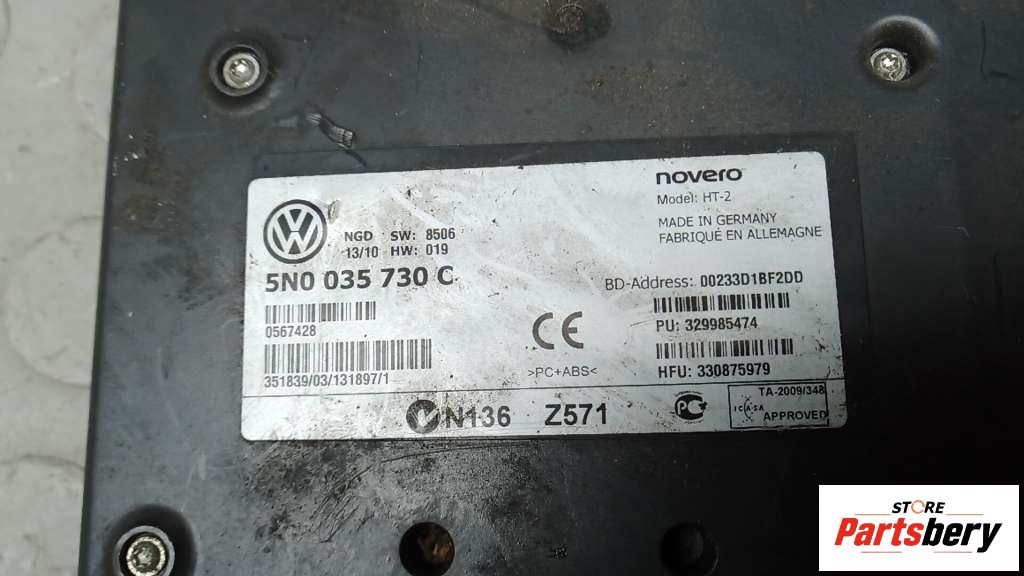 novero
Model: HT-2
MADE IN GERMANY
FABRIQUÉ EN ALLEMAGNE
NGD SW: 8506
13/10 HW: 019
5N0 035 730 C
BD-Address: 00233D1BF2DD
0567428
PU: 329985474
CE
351839/03/131897/1
>PC+ABS<
HFU: 330875979
N136 Z571
TA-2009/348
ICASA
APPROVED
STORE
Partsbery